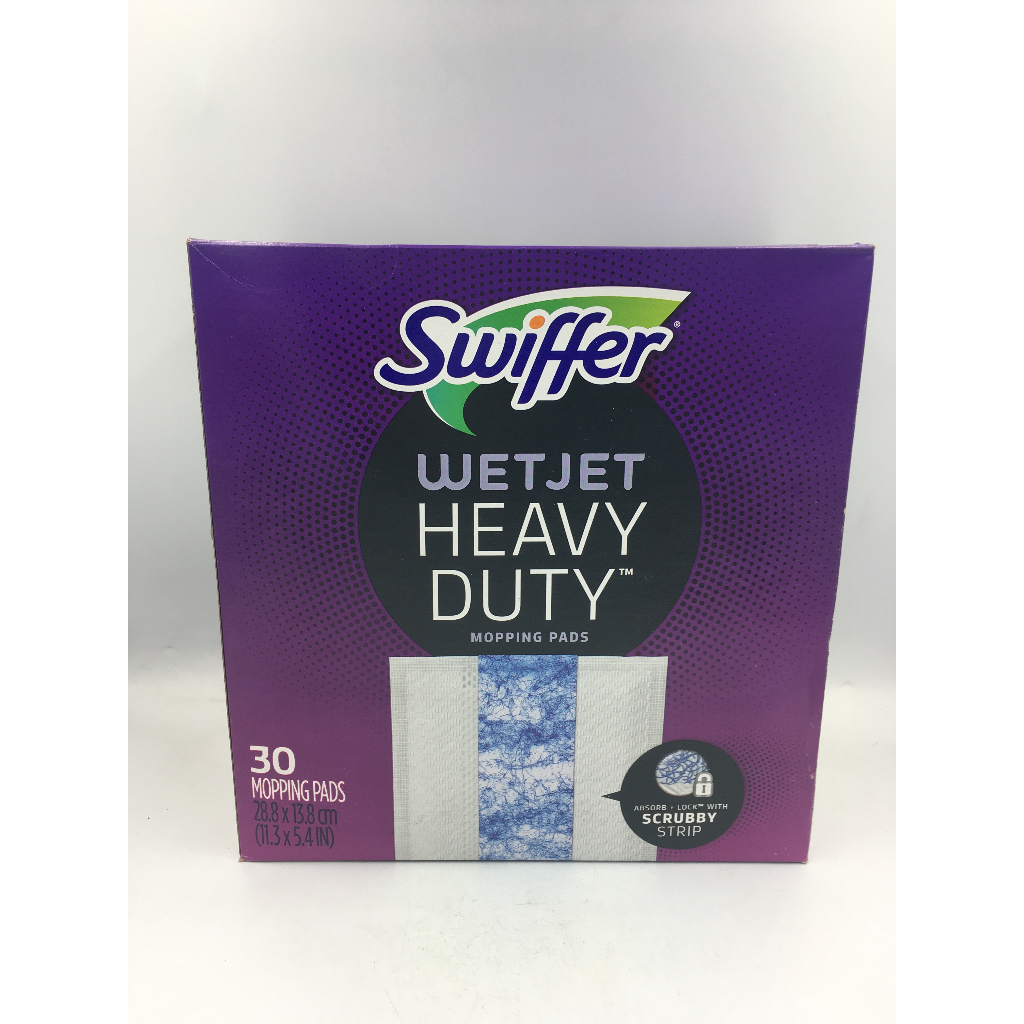 Swiffer®
WETJET
HEAVY
DUTY™
MOPPING PADS
30
MOPPING PADS
28.8 x 13.8 cm
(11.3 x 5.4 IN)
ABSORB + LOCK™ WITH
SCRUBBY
STRIP